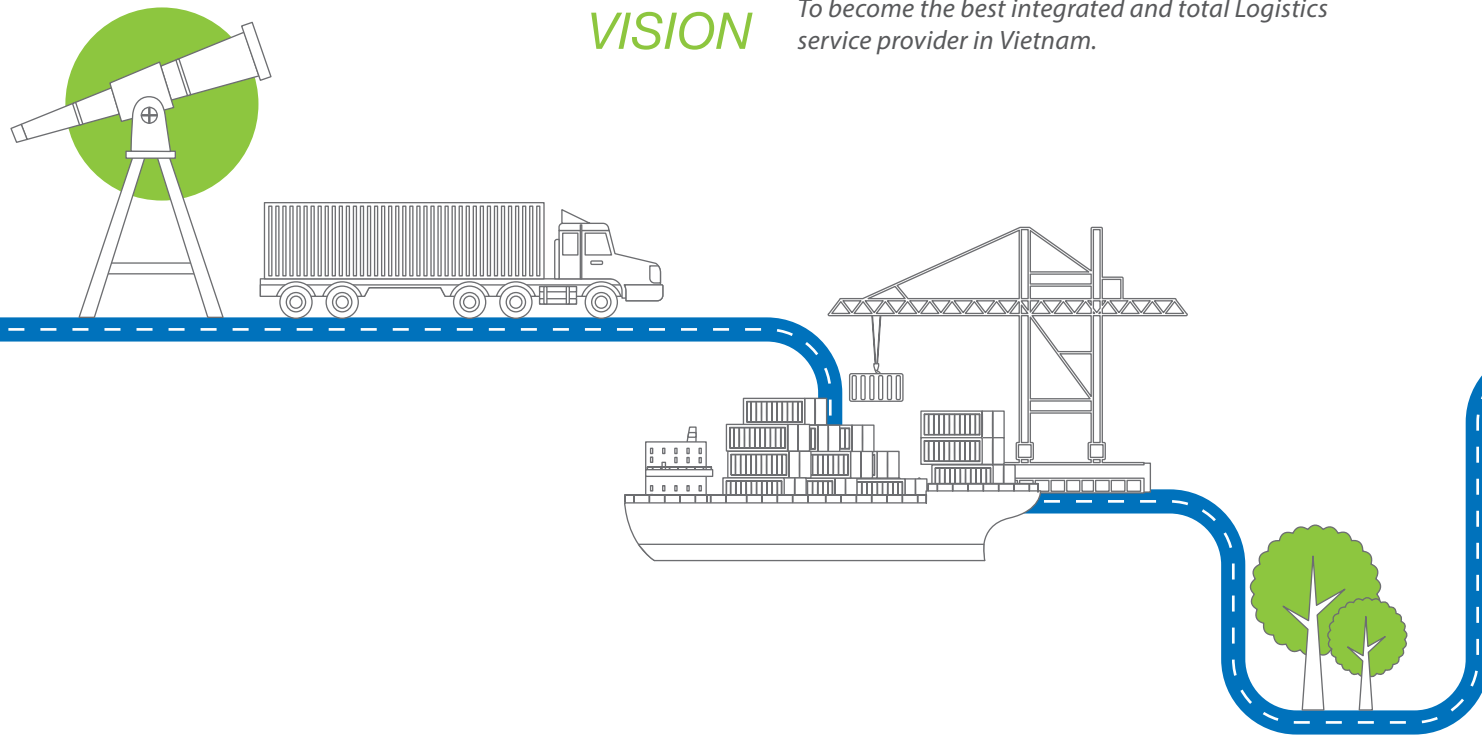 VISION
To become the best integrated and total Logistics
service provider in Vietnam.